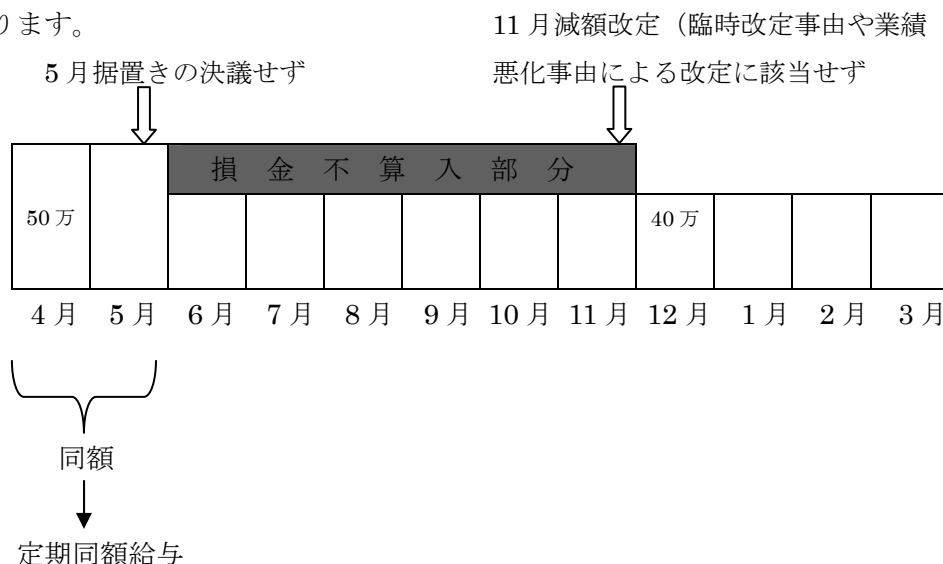 ります。
11月減額改定（臨時改定事由や業績
5月据置きの決議せず
悪化事由による改定に該当せず
損金不算入部分
50万
40万
4月 5月 6月 7月 8月 9月 10月 11月 12月 1月 2月 3月
同額
定期同額給与